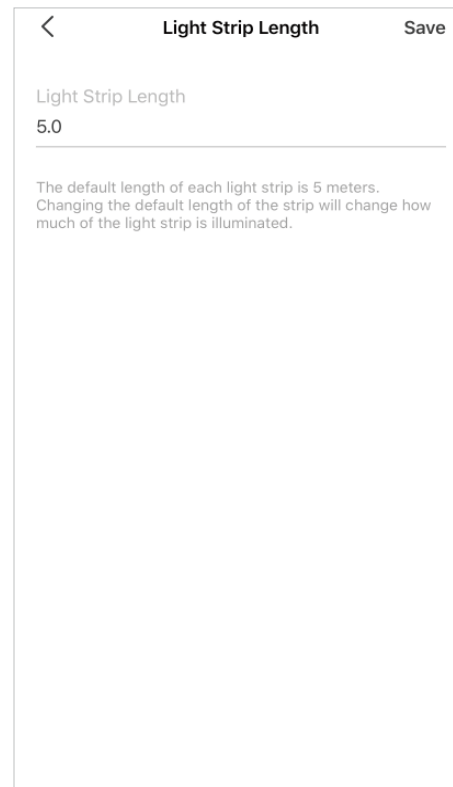 Light Strip Length Save
Light Strip Length
5.0
The default length of each light strip is 5 meters.
Changing the default length of the strip will change how
much of the light strip is illuminated.